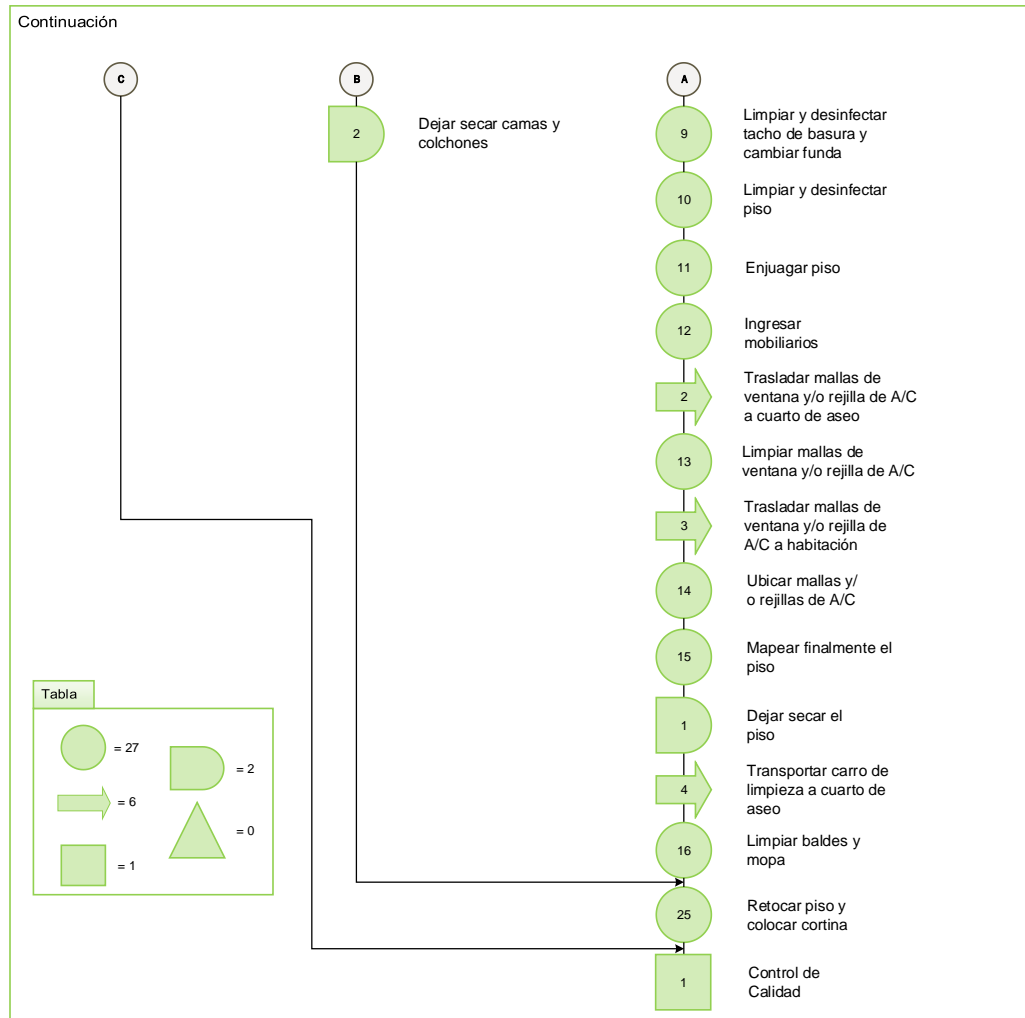 Continuación
C
B
A
2
Dejar secar camas y
colchones
9
Limpiar y desinfectar
tacho de basura y
cambiar funda
10
Limpiar y desinfectar
piso
11
Enjuagar piso
12
Ingresar
mobiliarios
2
Trasladar mallas de
ventana y/o rejilla de A/C
a cuarto de aseo
13
Limpiar mallas de
ventana y/o rejilla de A/C
3
Trasladar mallas de
ventana y/o rejilla de
A/C a habitación
14
Ubicar mallas y/
o rejillas de A/C
15
Mapear finalmente el
piso
1
Dejar secar el
piso
4
Transportar carro de
limpieza a cuarto de
aseo
16
Limpiar baldes y
mopa
25
Retocar piso y
colocar cortina
1
Control de
Calidad
Tabla
= 27
= 2
= 6
= 0
= 1